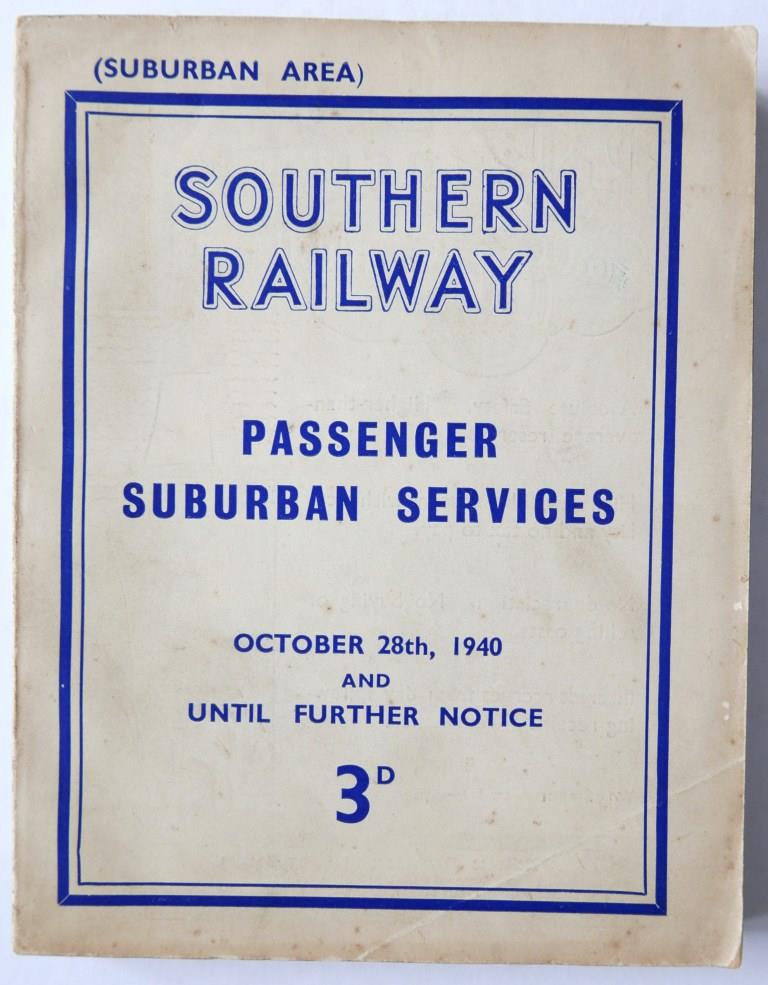 (SUBURBAN AREA)
SOUTHERN
RAILWAY
PASSENGER
SUBURBAN SERVICES
OCTOBER 28th, 1940
AND
UNTIL FURTHER NOTICE
3D